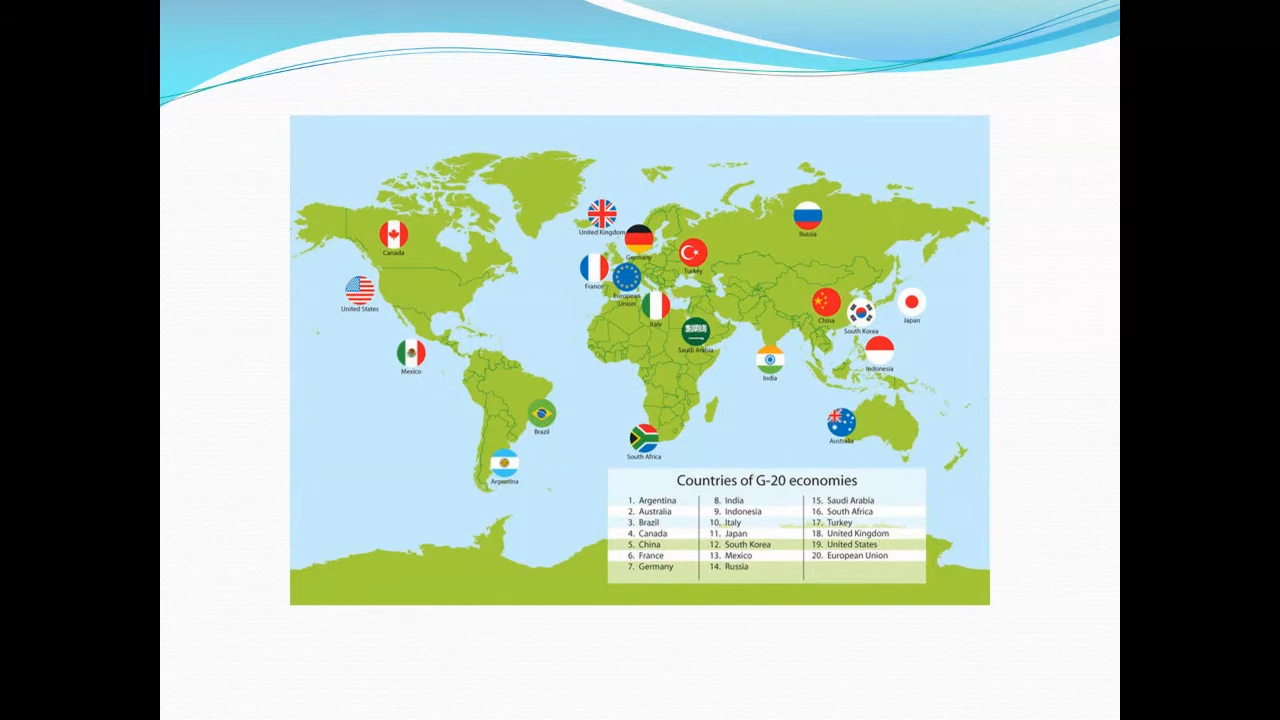 United Kingdom
Canada
Germany
Russia
Turkey
France
European
Union
United States
Italy
China
South Korea
Japan
Saudi Arabia
Mexico
India
Indonesia
Brazil
Australia
South Africa
Argentina
Countries of G-20 economies
1. Argentina
2. Australia
3. Brazil
4. Canada
5. China
6. France
7. Germany
8. India
9. Indonesia
10. Italy
11. Japan
12. South Korea
13. Mexico
14. Russia
15. Saudi Arabia
16. South Africa
17. Turkey
18. United Kingdom
19. United States
20. European Union